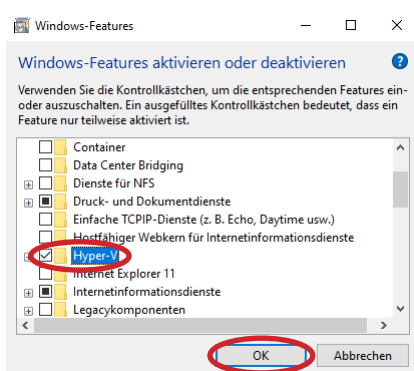 Windows-Features
Windows-Features aktivieren oder deaktivieren
Verwenden Sie die Kontrollkästchen, um die entsprechenden Features ein-
oder auszuschalten. Ein ausgefülltes Kontrollkästchen bedeutet, dass ein
Feature nur teilweise aktiviert ist.
Container
Data Center Bridging
Dienste für NFS
Druck- und Dokumentdienste
Einfache TCPIP-Dienste (z. B. Echo, Daytime usw.)
Hostfähiger Webkern für Internetinformationsdienste
Hyper-V
Internet Explorer 11
Internetinformationsdienste
Legacykomponenten
OK
Abbrechen